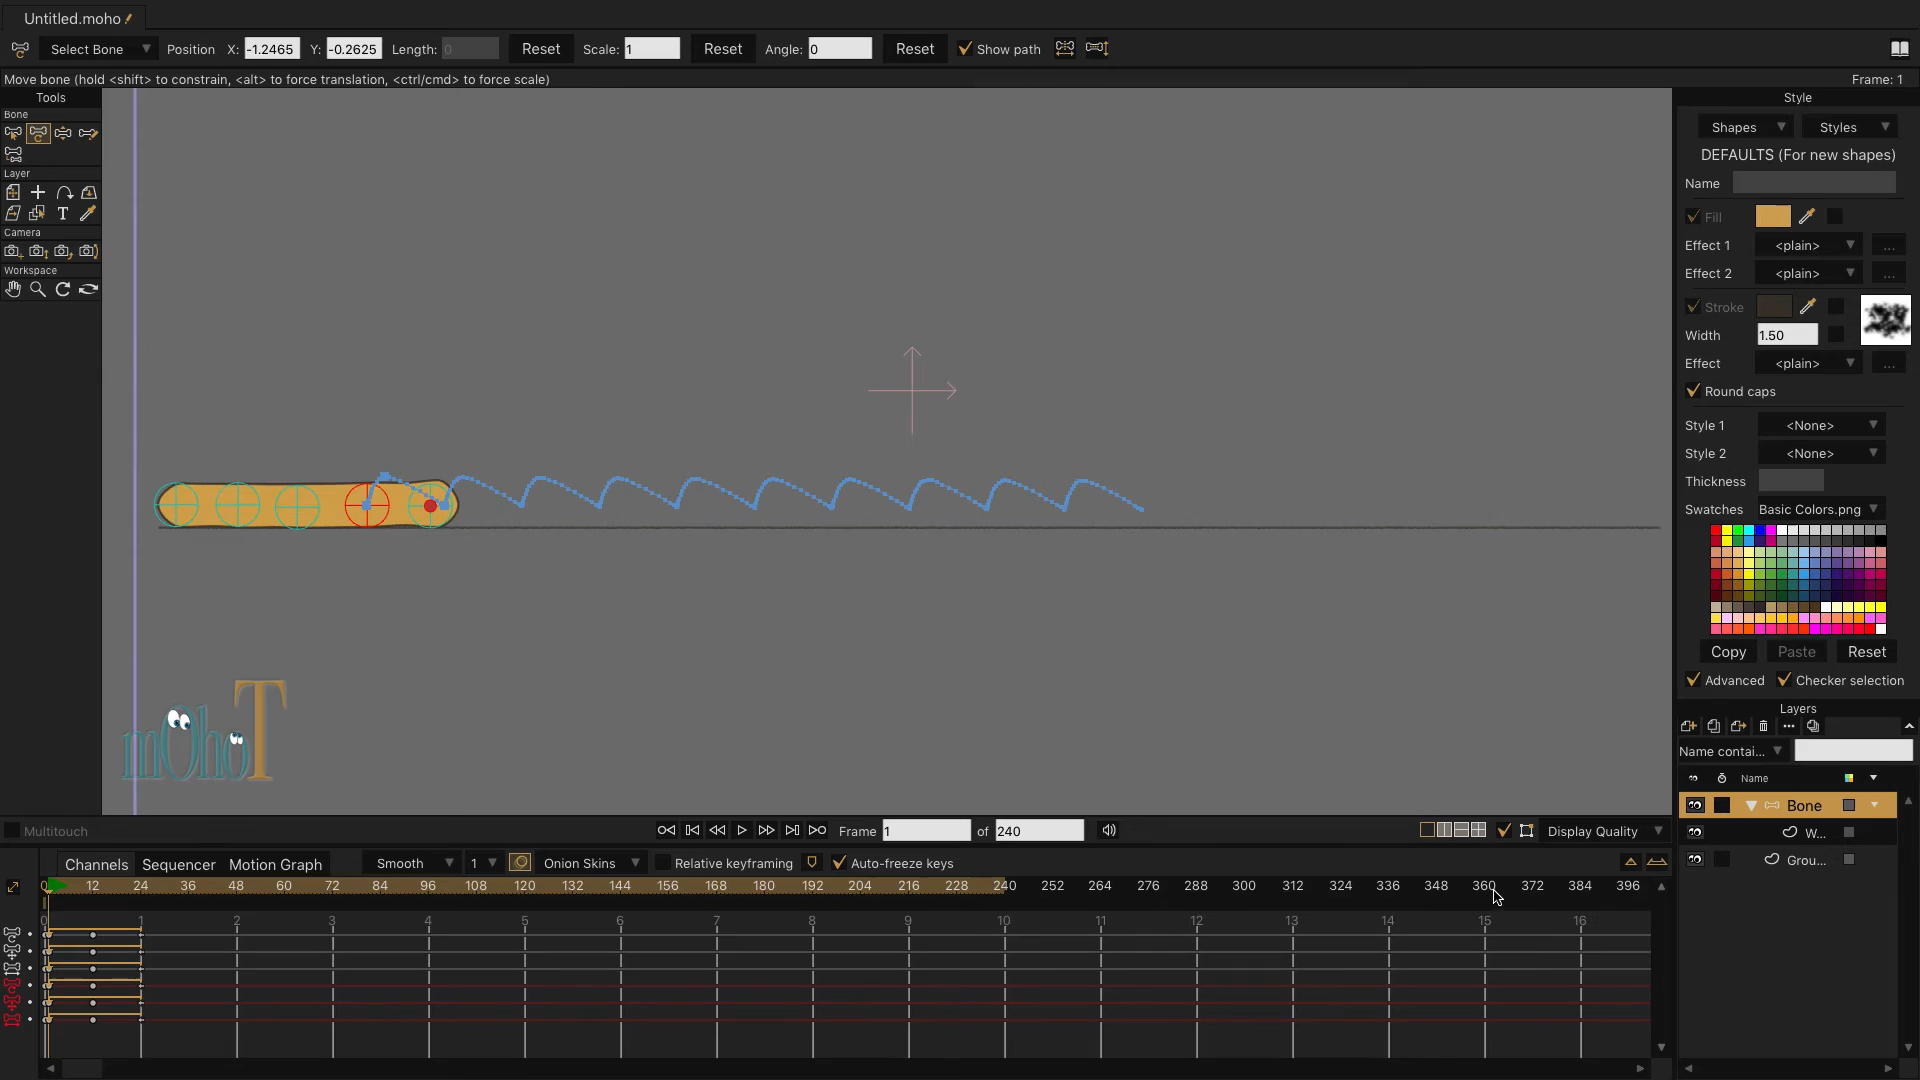 Untitled.moho
Select Bone Position X: -1.2465 Y: -0.2625 Length: 0 Reset Scale: 1 Reset Angle: 0 Reset Show path
Move bone (hold <shift> to constrain, <alt> to force translation, <ctrl/cmd> to force scale) Frame: 1
Tools
Bone
Layer
T
Camera
Workspace
mOhoT
Style
Shapes Styles
DEFAULTS (For new shapes)
Name
Fill
Effect 1 <plain> ...
Effect 2 <plain> ...
Stroke
Width 1.50
Effect <plain> ...
Round caps
Style 1 <None>
Style 2 <None>
Thickness
Swatches Basic Colors.png
Copy Paste Reset
Advanced Checker selection
Layers
Name contai...
Name
Bone
W...
Grou...
Multitouch Frame 1 of 240 Display Quality
Channels Sequencer Motion Graph Smooth 1 Onion Skins Relative keyframing Auto-freeze keys
0 12 24 36 48 60 72 84 96 108 120 132 144 156 168 180 192 204 216 228 240 252 264 276 288 300 312 324 336 348 360 372 384 396
0 1 2 3 4 5 6 7 8 9 10 11 12 13 14 15 16